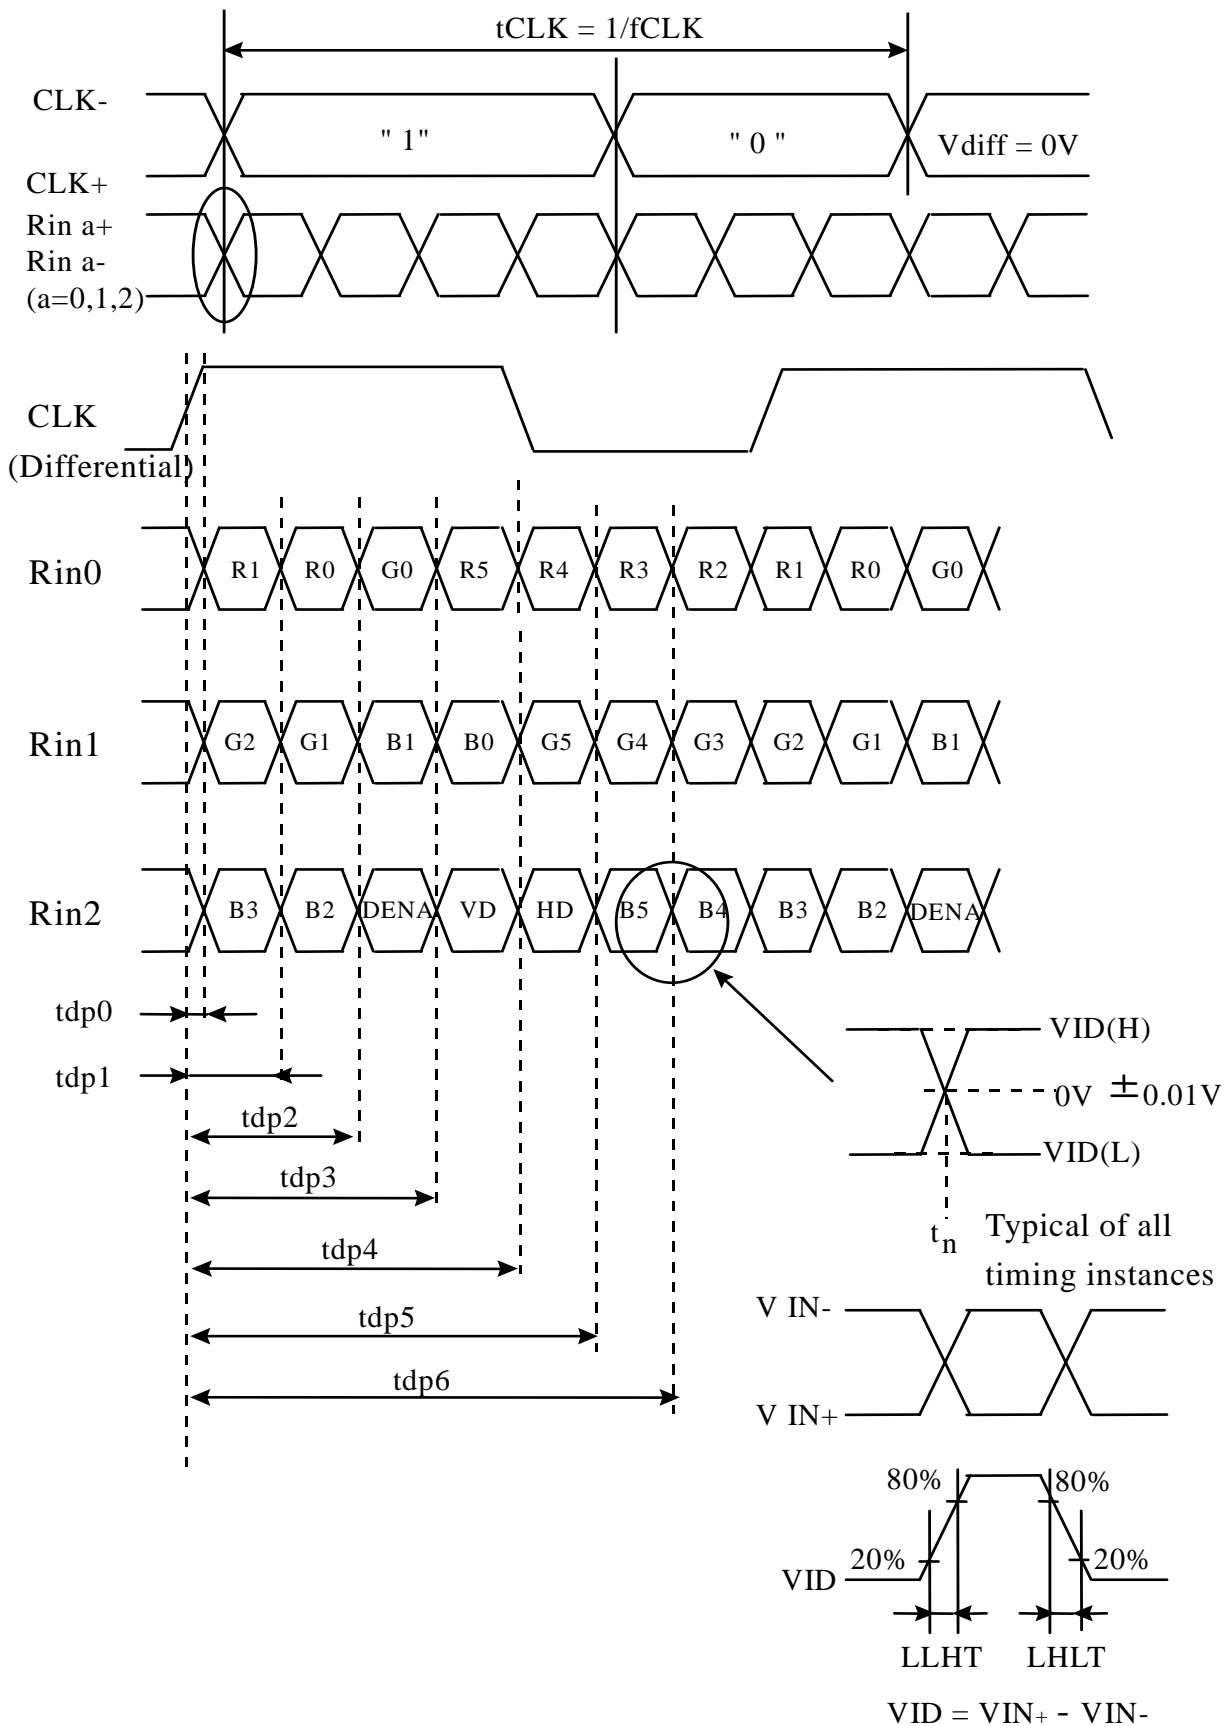 tCLK = 1/fCLK
CLK-
" 1"
" 0 "
Vdiff = 0V
CLK+
Rin a+
Rin a-
(a=0,1,2)
CLK
(Differential)
Rin0
R1 R0 G0 R5 R4 R3 R2 R1 R0 G0
Rin1
G2 G1 B1 B0 G5 G4 G3 G2 G1 B1
Rin2
B3 B2 DENA VD HD B5 B4 B3 B2 DENA
tdp0
tdp1
tdp2
tdp3
tdp4
tdp5
tdp6
VID(H)
0V ±0.01V
VID(L)
tn
Typical of all
timing instances
V IN-
V IN+
80% 80%
20% 20%
VID
LLHT LHLT
VID = VIN+ - VIN-